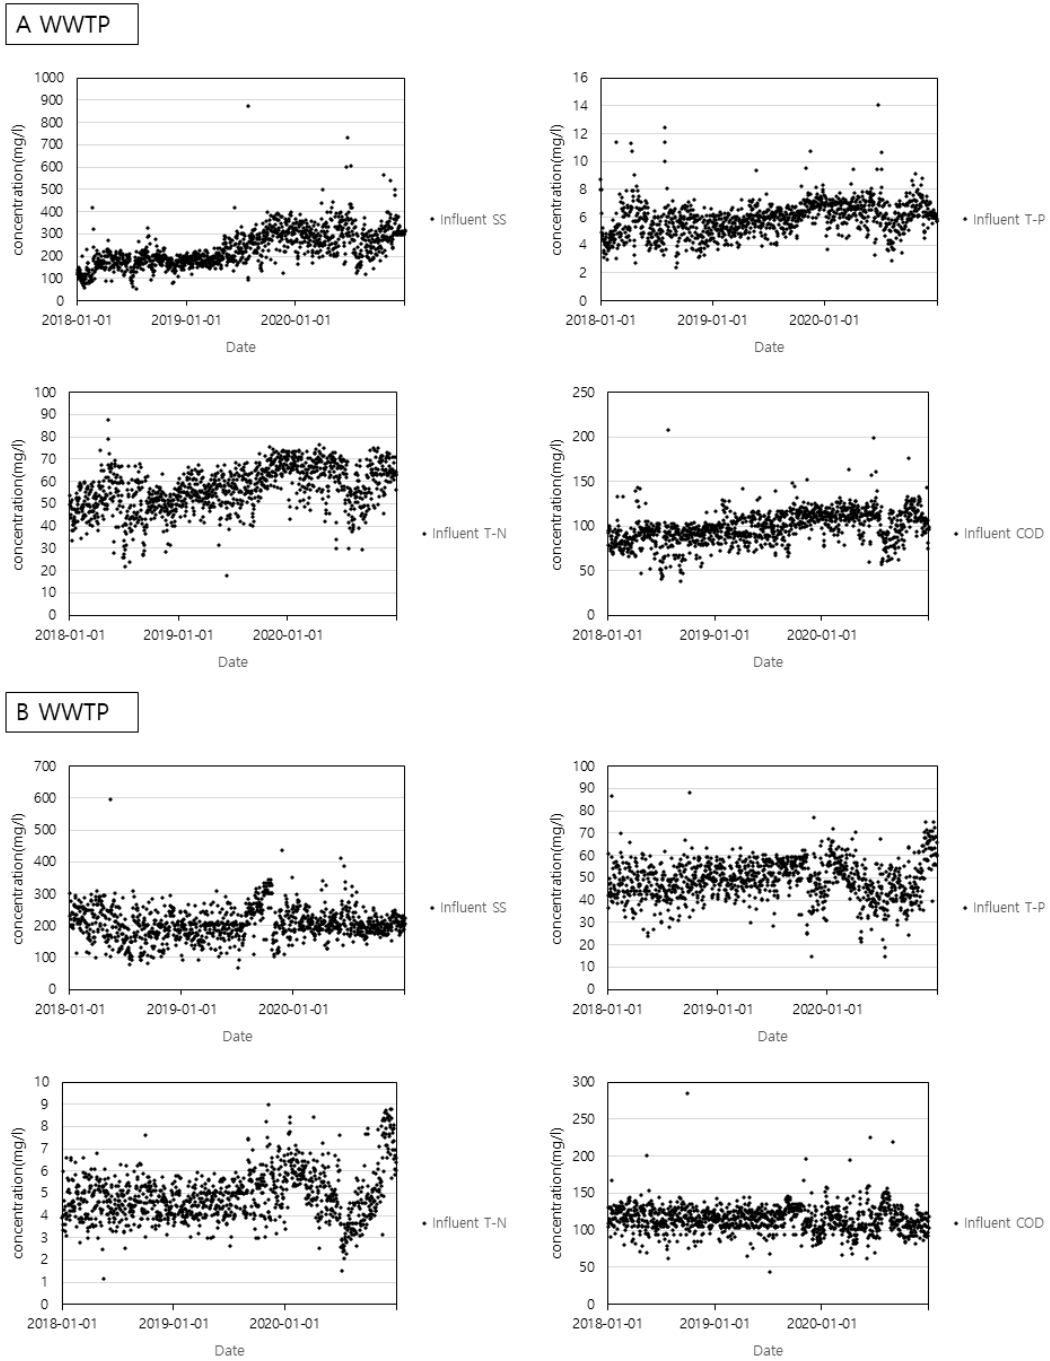 A WWTP
1000
900
800
700
600
500
400
300
200
100
0
concentration(mg/l)
2018-01-01 2019-01-01 2020-01-01
Date
Influent SS
16
14
12
10
8
6
4
2
0
concentration(mg/l)
2018-01-01 2019-01-01 2020-01-01
Date
Influent T-P
100
90
80
70
60
50
40
30
20
10
0
concentration(mg/l)
2018-01-01 2019-01-01 2020-01-01
Date
Influent T-N
250
200
150
100
50
0
concentration(mg/l)
2018-01-01 2019-01-01 2020-01-01
Date
Influent COD
B WWTP
700
600
500
400
300
200
100
0
concentration(mg/l)
2018-01-01 2019-01-01 2020-01-01
Date
Influent SS
100
90
80
70
60
50
40
30
20
10
0
concentration(mg/l)
2018-01-01 2019-01-01 2020-01-01
Date
Influent T-P
10
9
8
7
6
5
4
3
2
1
0
concentration(mg/l)
2018-01-01 2019-01-01 2020-01-01
Date
Influent T-N
300
250
200
150
100
50
0
concentration(mg/l)
2018-01-01 2019-01-01 2020-01-01
Date
Influent COD